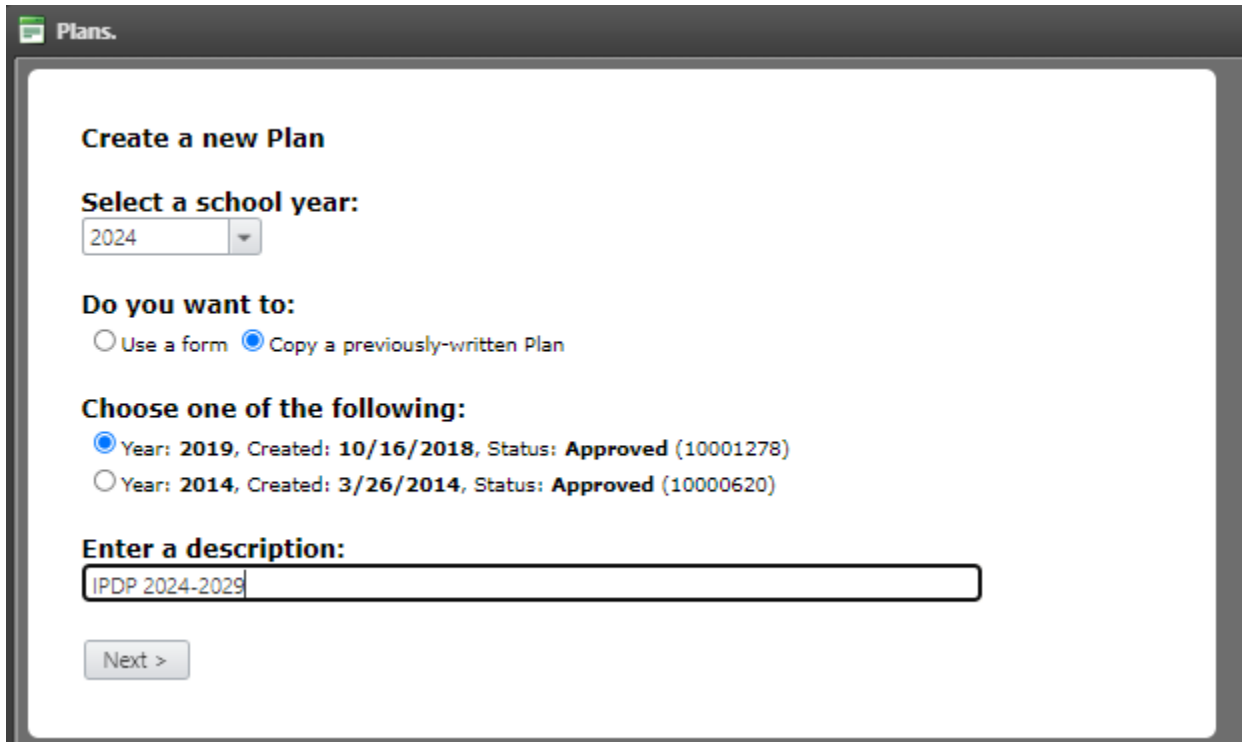 Plans.
Create a new Plan
Select a school year:
2024
Do you want to:
Use a form Copy a previously-written Plan
Choose one of the following:
Year: 2019, Created: 10/16/2018, Status: Approved (10001278)
Year: 2014, Created: 3/26/2014, Status: Approved (10000620)
Enter a description:
IPDP 2024-2029
Next >